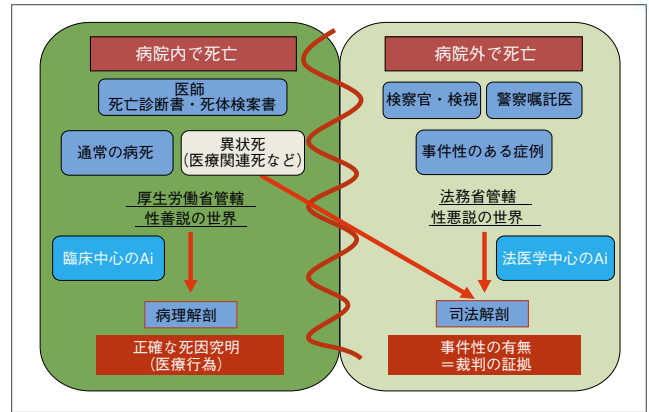 病院内で死亡
医師
死亡診断書・死体検案書
通常の病死
異状死
(医療関連死など)
厚生労働省管轄
性善説の世界
臨床中心のAi
病理解剖
正確な死因究明
(医療行為)
病院外で死亡
検察官・検視
警察嘱託医
事件性のある症例
法務省管轄
性悪説の世界
法医学中心のAi
司法解剖
事件性の有無
＝裁判の証拠